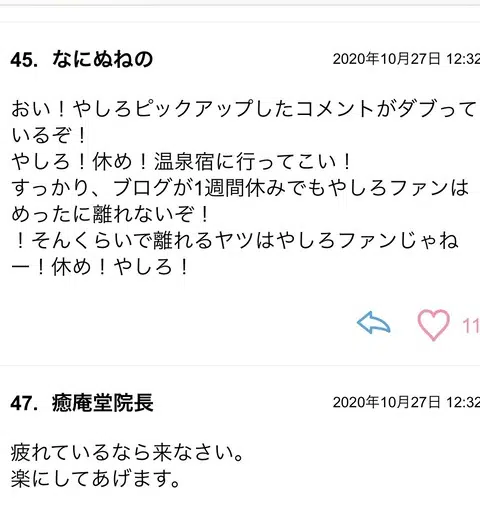 45. なにぬねの
2020年10月27日 12:32
おい！やしろピックアップしたコメントがダブって
いるぞ！
やしろ！休め！温泉宿に行ってこい！
すっかり、ブログが1週間休みでもやしろファンは
めったに離れないぞ！
！そんくらいで離れるヤツはやしろファンじゃね
ー！休め！やしろ！
11
47. 癒庵堂院長
2020年10月27日 12:32
疲れているなら来なさい。
楽にしてあげます。